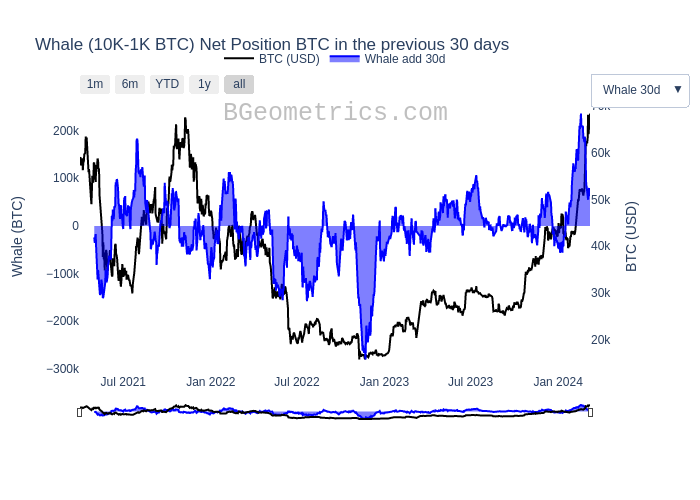 Whale (10K-1K BTC) Net Position BTC in the previous 30 days
BTC (USD) Whale add 30d
1m 6m YTD 1y all
Whale 30d ▼
BGeometrics.com
200k
100k
0
−100k
−200k
−300k
Whale (BTC)
70k
60k
50k
40k
30k
20k
BTC (USD)
Jul 2021 Jan 2022 Jul 2022 Jan 2023 Jul 2023 Jan 2024